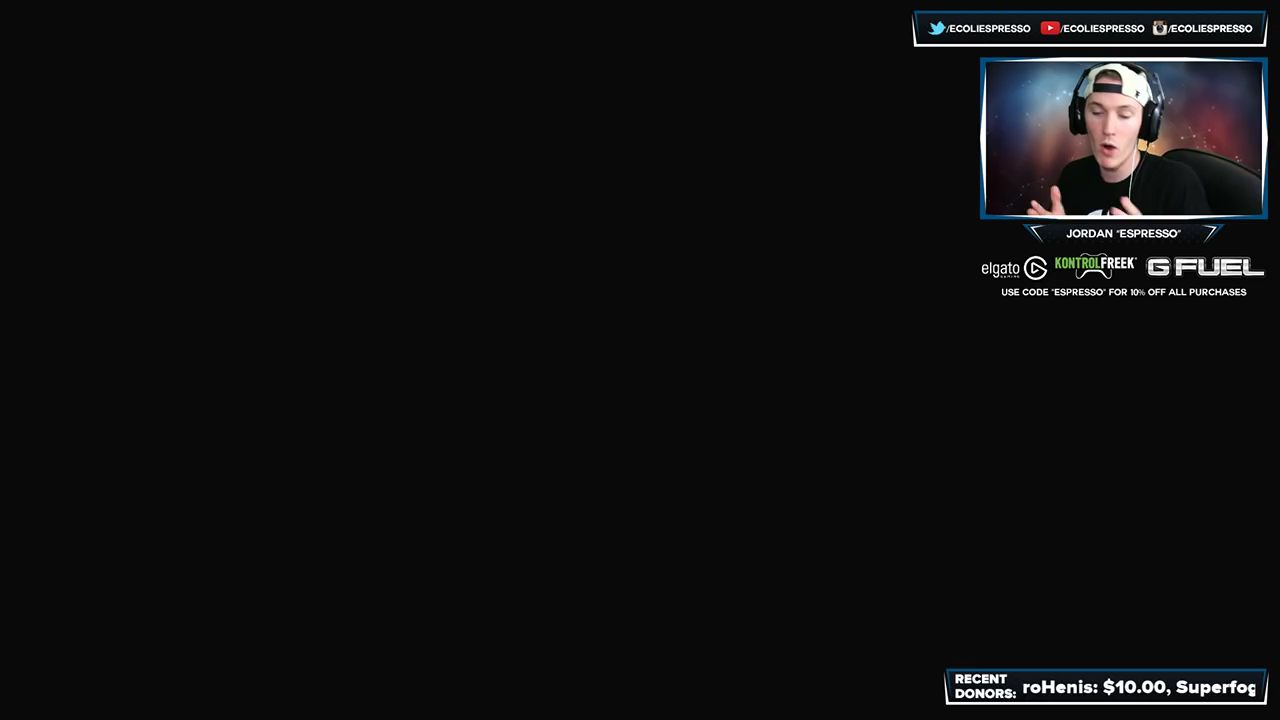 /ECOLIESPRESSO /ECOLIESPRESSO /ECOLIESPRESSO
JORDAN "ESPRESSO"
elgato GAMING KONTROLFREEK G FUEL
USE CODE "ESPRESSO" FOR 10% OFF ALL PURCHASES
RECENT
DONORS: roHenis: $10.00, Superfog